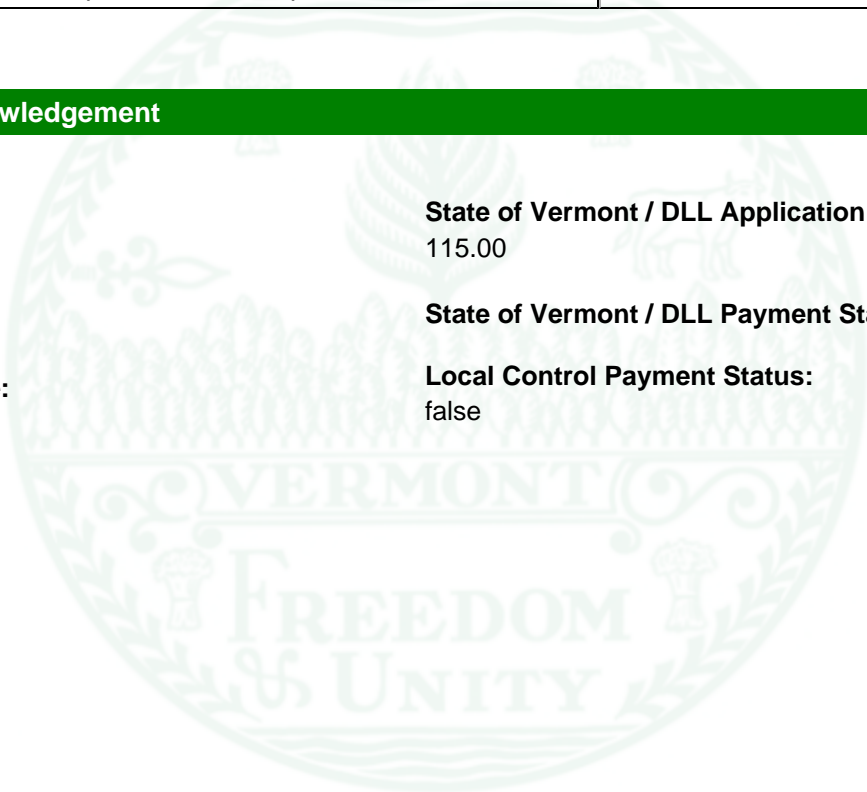 wledgement
State of Vermont / DLL Application
115.00
State of Vermont / DLL Payment Sta
:
Local Control Payment Status:
false
VERMONT
FREEDOM
& UNITY